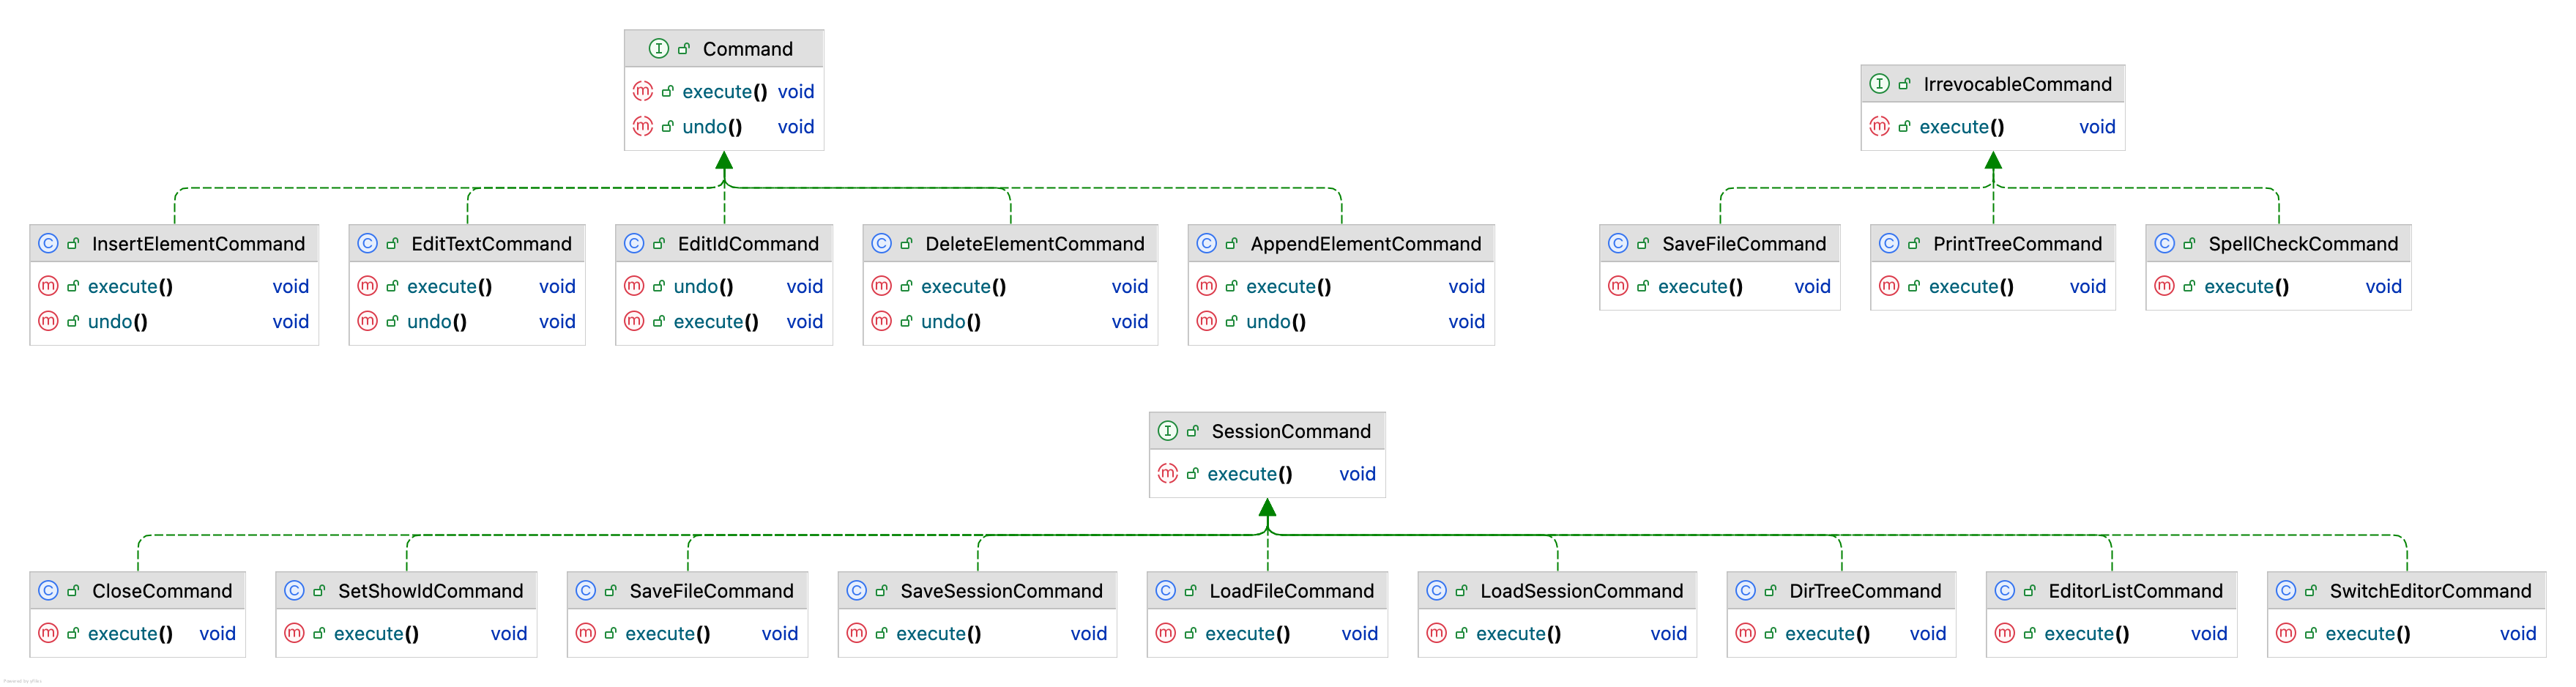 Command
execute() void
undo() void
IrrevocableCommand
execute() void
InsertElementCommand
execute() void
undo() void
EditTextCommand
execute() void
undo() void
EditIdCommand
undo() void
execute() void
DeleteElementCommand
execute() void
undo() void
AppendElementCommand
execute() void
undo() void
SaveFileCommand
execute() void
PrintTreeCommand
execute() void
SpellCheckCommand
execute() void
SessionCommand
execute() void
CloseCommand
execute() void
SetShowIdCommand
execute() void
SaveFileCommand
execute() void
SaveSessionCommand
execute() void
LoadFileCommand
execute() void
LoadSessionCommand
execute() void
DirTreeCommand
execute() void
EditorListCommand
execute() void
SwitchEditorCommand
execute() void
Powered by yFiles